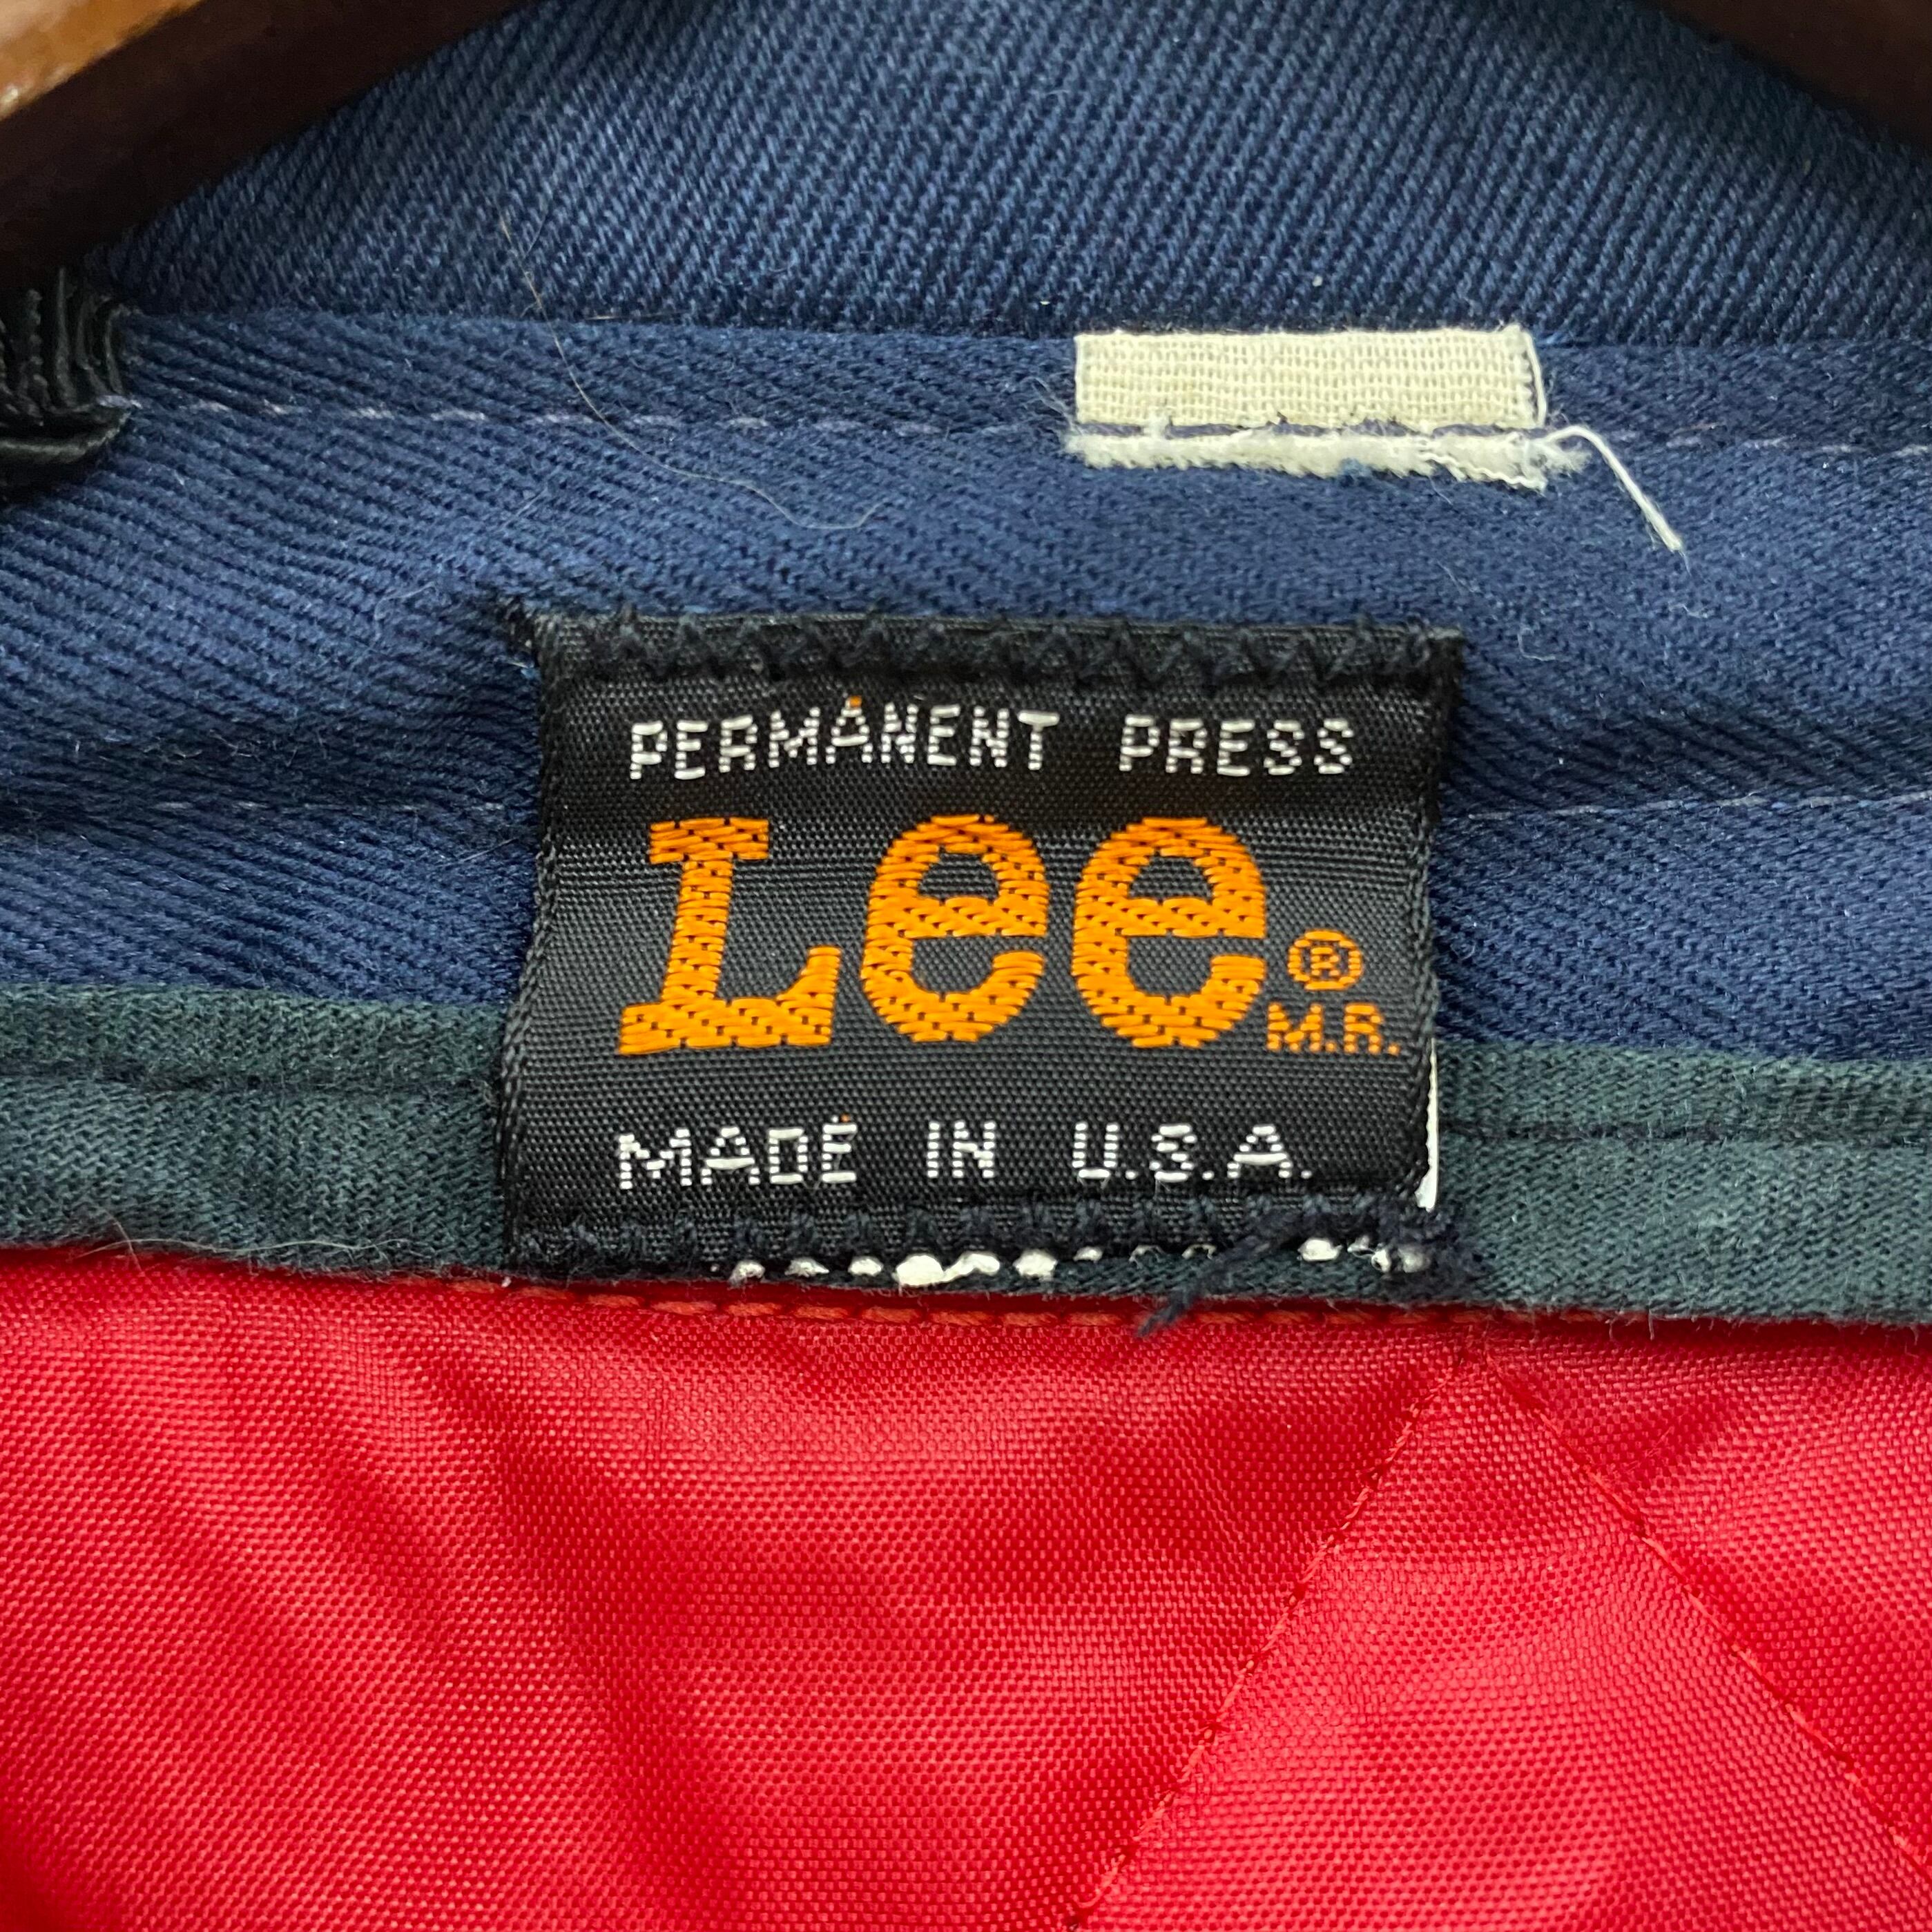 PERMANENT PRESS
Lee®
M.R.
MADE IN U.S.A.